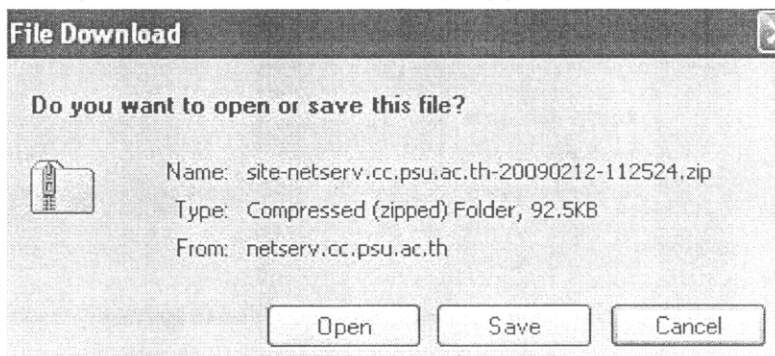 File Download
Do you want to open or save this file?
Name: site-netserv.cc.psu.ac.th-20090212-112524.zip
Type: Compressed (zipped) Folder, 92.5KB
From: netserv.cc.psu.ac.th
Open Save Cancel